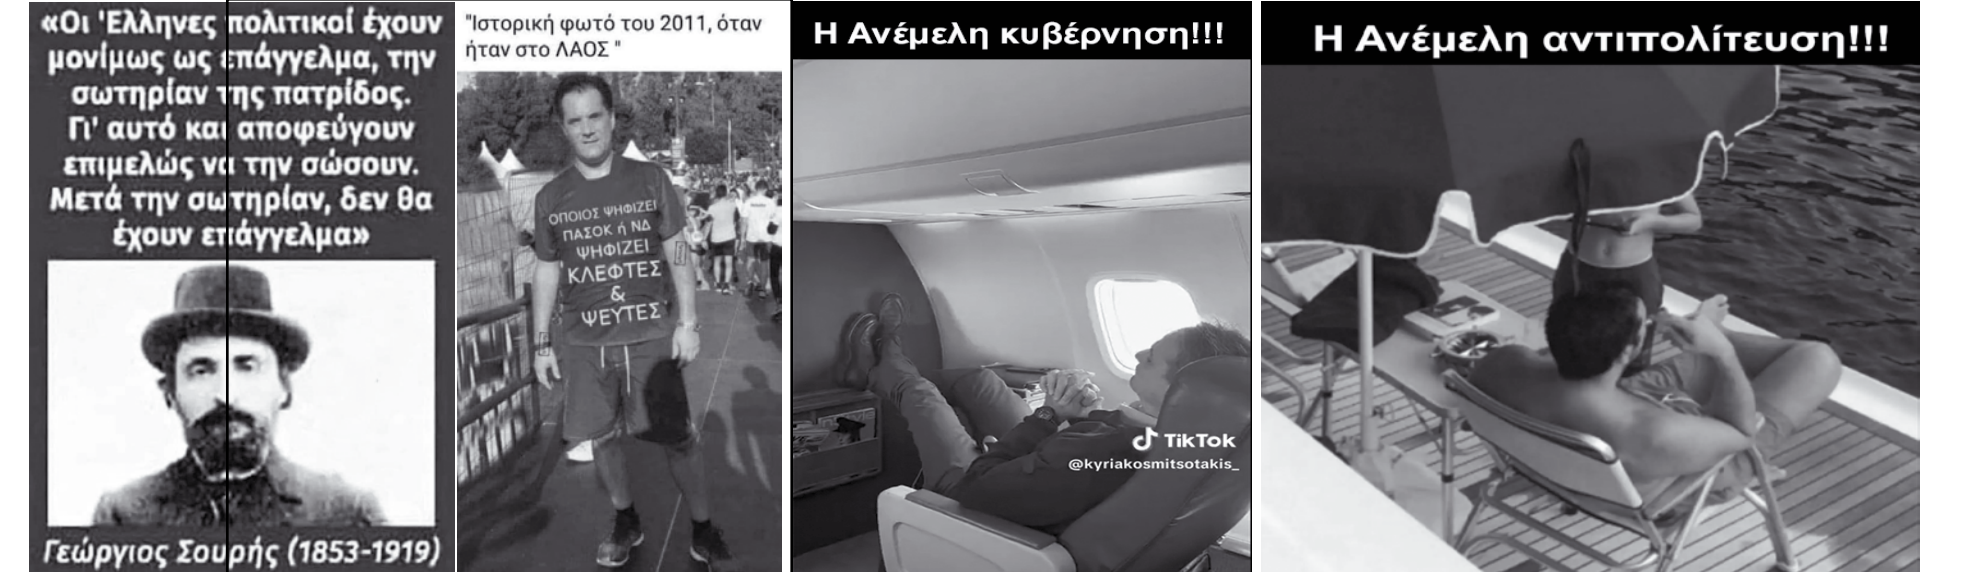 «Οι 'Έλληνες πολιτικοί έχουν
μονίμως ως επάγγελμα, την
σωτηρίαν της πατρίδος.
Γι' αυτό και αποφεύγουν
επιμελώς να την σώσουν.
Μετά την σωτηρίαν, δεν θα
έχουν επάγγελμα»
Γεώργιος Σουρής (1853-1919)
"Ιστορική φωτό του 2011, όταν
ήταν στο ΛΑΟΣ "
ΟΠΟΙΟΣ ΨΗΦΙΖΕΙ
ΠΑΣΟΚ ή ΝΔ
ΨΗΦΙΖΕΙ
ΚΛΕΦΤΕΣ
&
ΨΕΥΤΕΣ
Η Ανέμελη κυβέρνηση!!!
TikTok
@kyriakosmitsotakis_
Η Ανέμελη αντιπολίτευση!!!